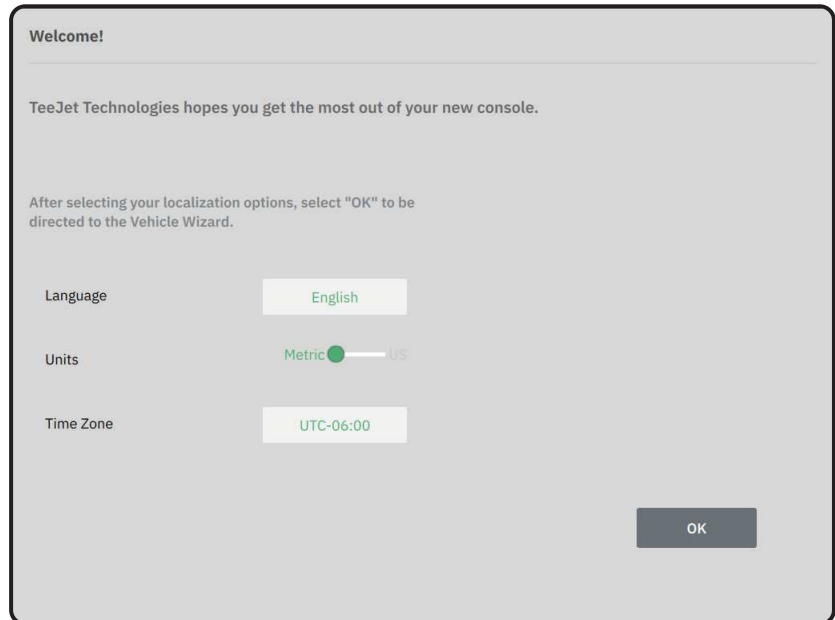 Welcome!
TeeJet Technologies hopes you get the most out of your new console.
After selecting your localization options, select "OK" to be
directed to the Vehicle Wizard.
Language English
Units Metric US
Time Zone UTC-06:00
OK